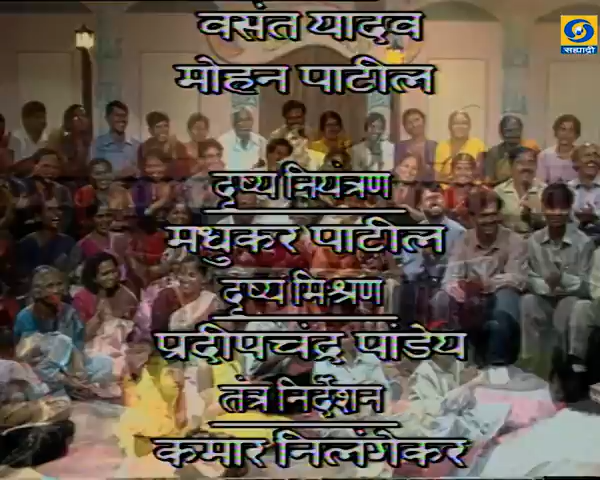 वसंत यादव
सह्याद्री
मोहन पाटील
दृष्य नियंत्रण
मधुकर पाटील
दृष्य मिश्रण
प्रदीपचंद्र पांडेय
तंत्र निर्देशन
कुमार निलंगेकर